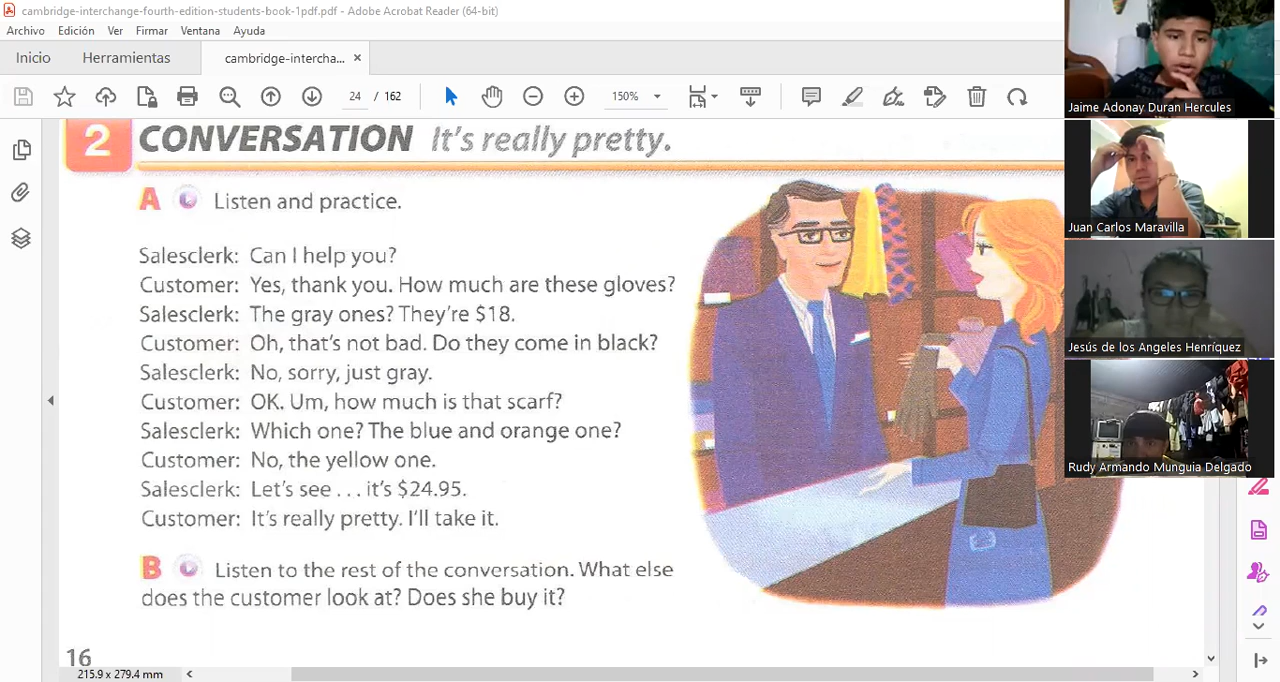 cambridge-interchange-fourth-edition-students-book-1pdf.pdf - Adobe Acrobat Reader (64-bit)
Archivo Edición Ver Firmar Ventana Ayuda
Inicio Herramientas cambridge-intercha... ×
24 / 162 150%
2 CONVERSATION It's really pretty.
A Listen and practice.
Salesclerk: Can I help you?
Customer: Yes, thank you. How much are these gloves?
Salesclerk: The gray ones? They're $18.
Customer: Oh, that's not bad. Do they come in black?
Salesclerk: No, sorry, just gray.
Customer: OK. Um, how much is that scarf?
Salesclerk: Which one? The blue and orange one?
Customer: No, the yellow one.
Salesclerk: Let's see . . . it's $24.95.
Customer: It's really pretty. I'll take it.
B Listen to the rest of the conversation. What else
does the customer look at? Does she buy it?
16
215.9 x 279.4 mm
Jaime Adonay Duran Hercules
Juan Carlos Maravilla
Jesús de los Angeles Henríquez
Rudy Armando Munguia Delgado